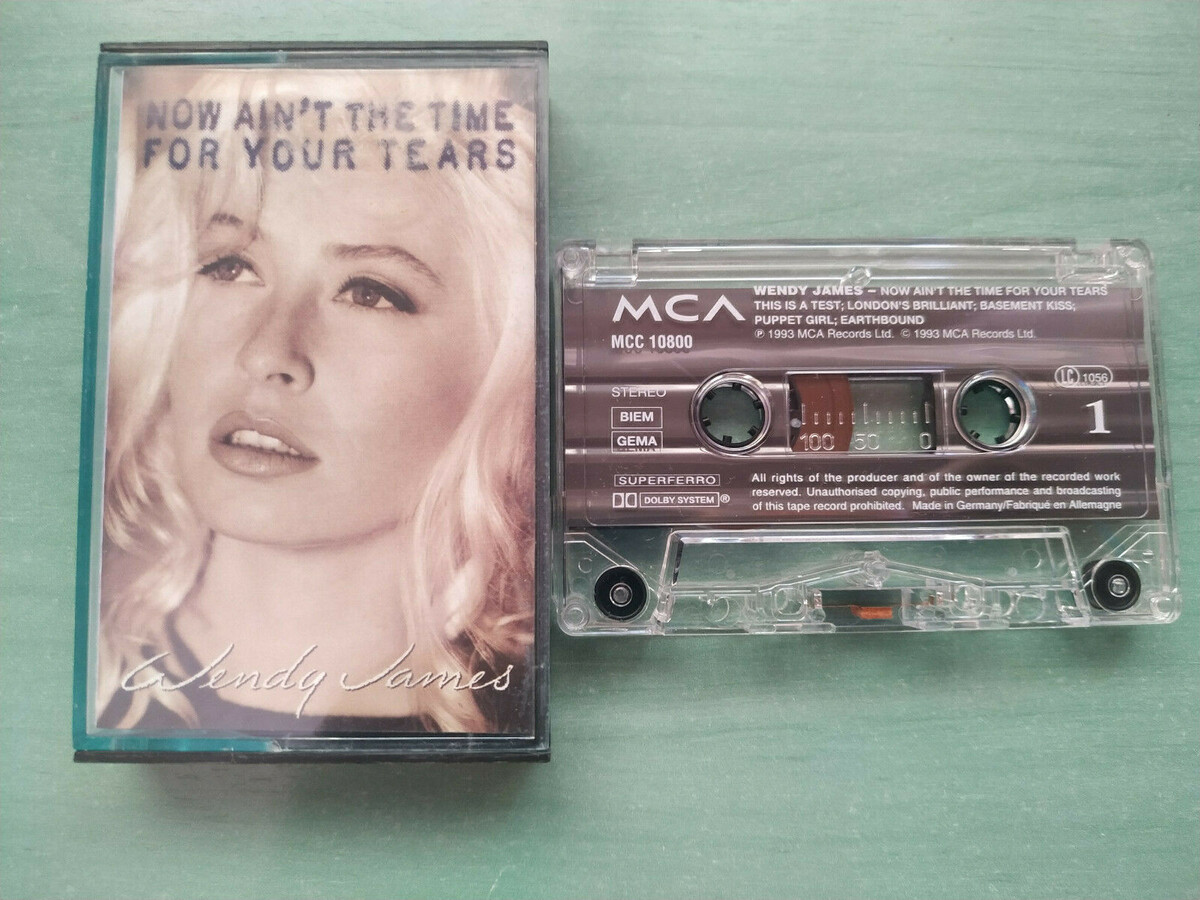 NOW AIN'T THE TIME
FOR YOUR TEARS
Wendy James
MCA
MCC 10800
WENDY JAMES – NOW AIN'T THE TIME FOR YOUR TEARS
THIS IS A TEST; LONDON'S BRILLIANT; BASEMENT KISS;
PUPPET GIRL; EARTHBOUND
℗ 1993 MCA Records Ltd. © 1993 MCA Records Ltd.
STEREO
BIEM
GEMA
LC 1056
1
100 50 0
SUPERFERRO
DOLBY SYSTEM ®
All rights of the producer and of the owner of the recorded work
reserved. Unauthorised copying, public performance and broadcasting
of this tape record prohibited. Made in Germany/Fabriqué en Allemagne